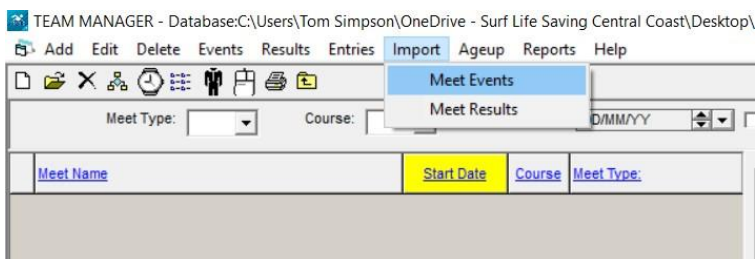 TEAM MANAGER - Database:C:\Users\Tom Simpson\OneDrive - Surf Life Saving Central Coast\Desktop\
Add Edit Delete Events Results Entries Import Ageup Reports Help
Meet Events
Meet Results
Meet Type: Course: D/MM/YY
Meet Name Start Date Course Meet Type: